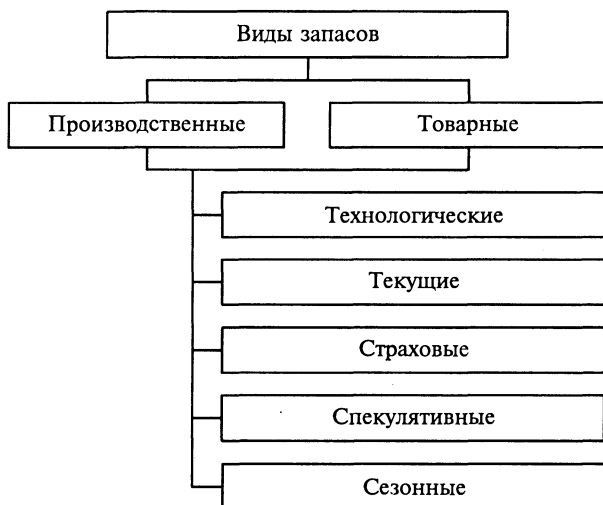 Виды запасов
Производственные
Товарные
Технологические
Текущие
Страховые
Спекулятивные
Сезонные